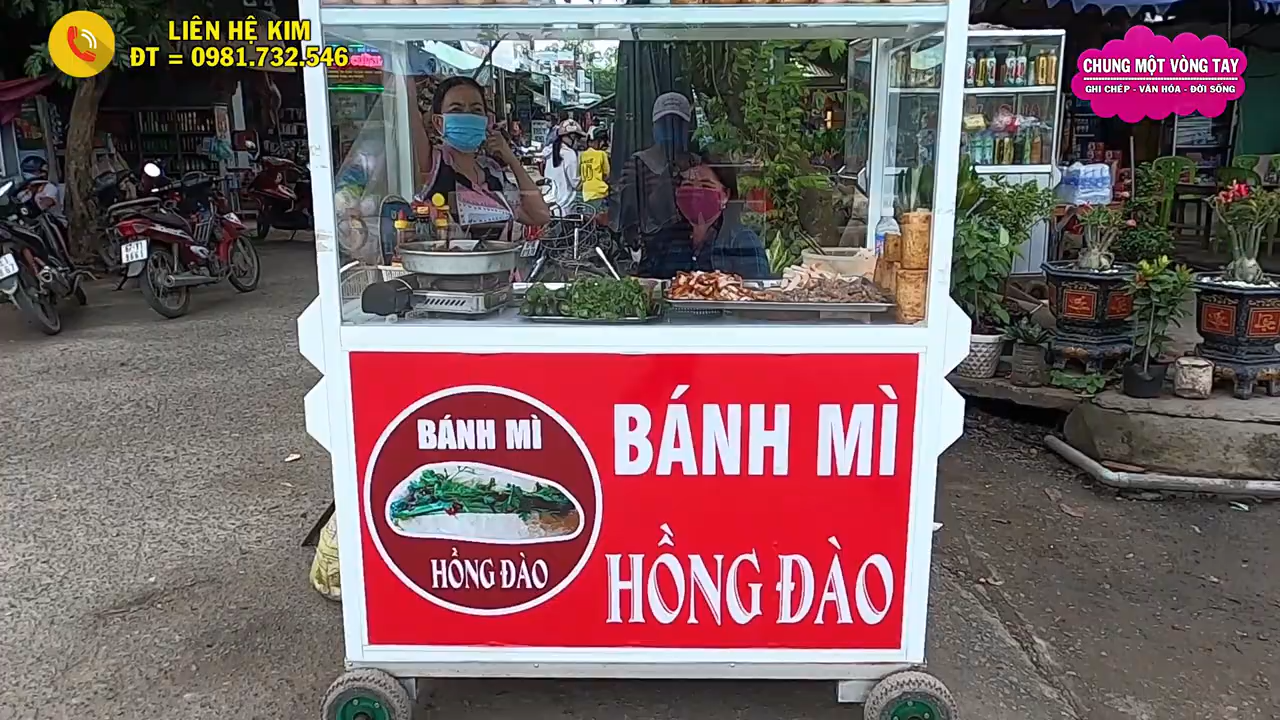 LIÊN HỆ KIM
ĐT = 0981.732.546
CHUNG MỘT VÒNG TAY
GHI CHÉP - VĂN HÓA - ĐỜI SỐNG
BÁNH MÌ
HỒNG ĐÀO
BÁNH MÌ
HỒNG ĐÀO